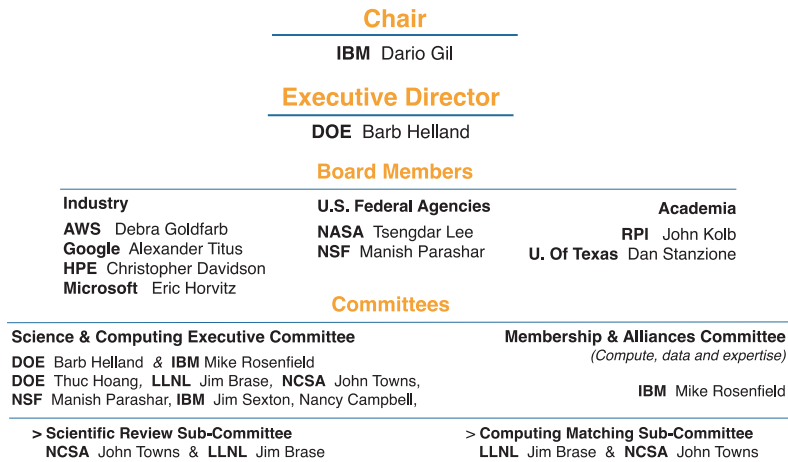 Chair
IBM Dario Gil
Executive Director
DOE Barb Helland
Board Members
Industry
AWS Debra Goldfarb
Google Alexander Titus
HPE Christopher Davidson
Microsoft Eric Horvitz
U.S. Federal Agencies
NASA Tsengdar Lee
NSF Manish Parashar
Academia
RPI John Kolb
U. Of Texas Dan Stanzione
Committees
Science & Computing Executive Committee
DOE Barb Helland & IBM Mike Rosenfield
DOE Thuc Hoang, LLNL Jim Brase, NCSA John Towns,
NSF Manish Parashar, IBM Jim Sexton, Nancy Campbell,
Membership & Alliances Committee
(Compute, data and expertise)
IBM Mike Rosenfield
> Scientific Review Sub-Committee
NCSA John Towns & LLNL Jim Brase
> Computing Matching Sub-Committee
LLNL Jim Brase & NCSA John Towns